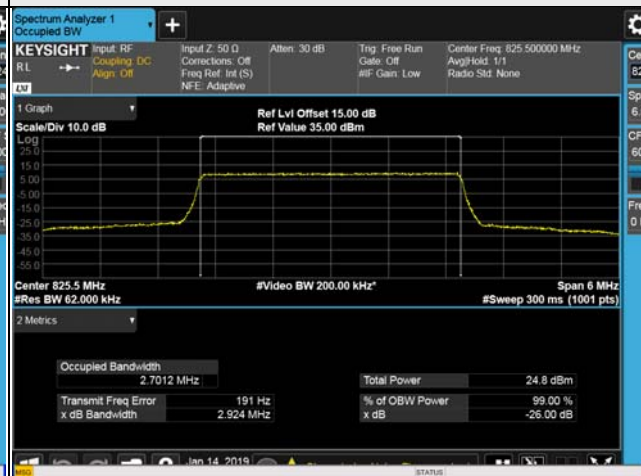 Spectrum Analyzer 1
Occupied BW
+
KEYSIGHT
RL
Input: RF
Coupling: DC
Align: Off
Input Z: 50 Ω
Corrections: Off
Freq Ref: Int (S)
NFE: Adaptive
Atten: 30 dB
Trig: Free Run
Gate: Off
#IF Gain: Low
Center Freq: 825.500000 MHz
Avg|Hold: 1/1
Radio Std: None
LXI
1 Graph
Scale/Div 10.0 dB
Ref Lvl Offset 15.00 dB
Ref Value 35.00 dBm
Log
25.0
15.0
5.00
-5.00
-15.0
-25.0
-35.0
-45.0
-55.0
Center 825.5 MHz
#Video BW 200.00 kHz*
Span 6 MHz
#Res BW 62.000 kHz
#Sweep 300 ms (1001 pts)
2 Metrics
Occupied Bandwidth
2.7012 MHz
Total Power 24.8 dBm
Transmit Freq Error 191 Hz
% of OBW Power 99.00 %
x dB Bandwidth 2.924 MHz
x dB -26.00 dB
Jan 14, 2019
MSG
STATUS